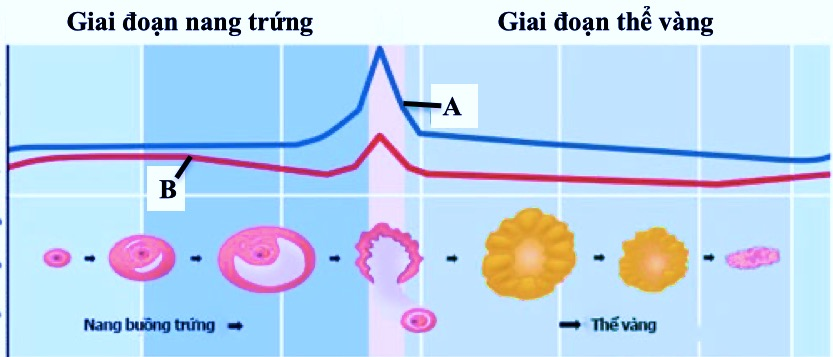 Giai đoạn nang trứng
Giai đoạn thể vàng
A
B
Nang buồng trứng
Thể vàng